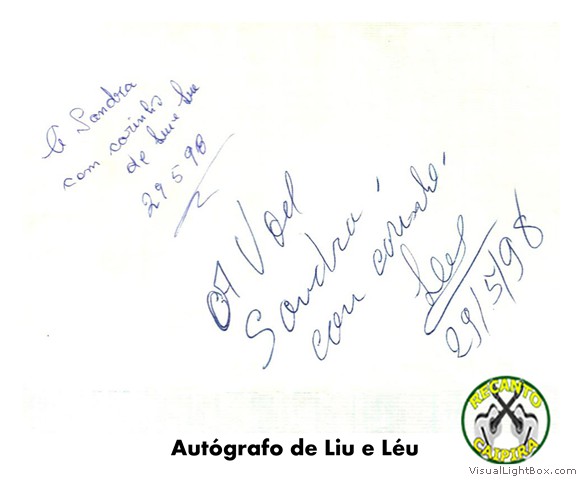 à Sandra
com carinho
de Liu e Léu
29 5 98
A Você
Sandra,
com carinho,
Léu
29/5/98
Autógrafo de Liu e Léu
RECANTO
CAIPIRA
VisualLightBox.com